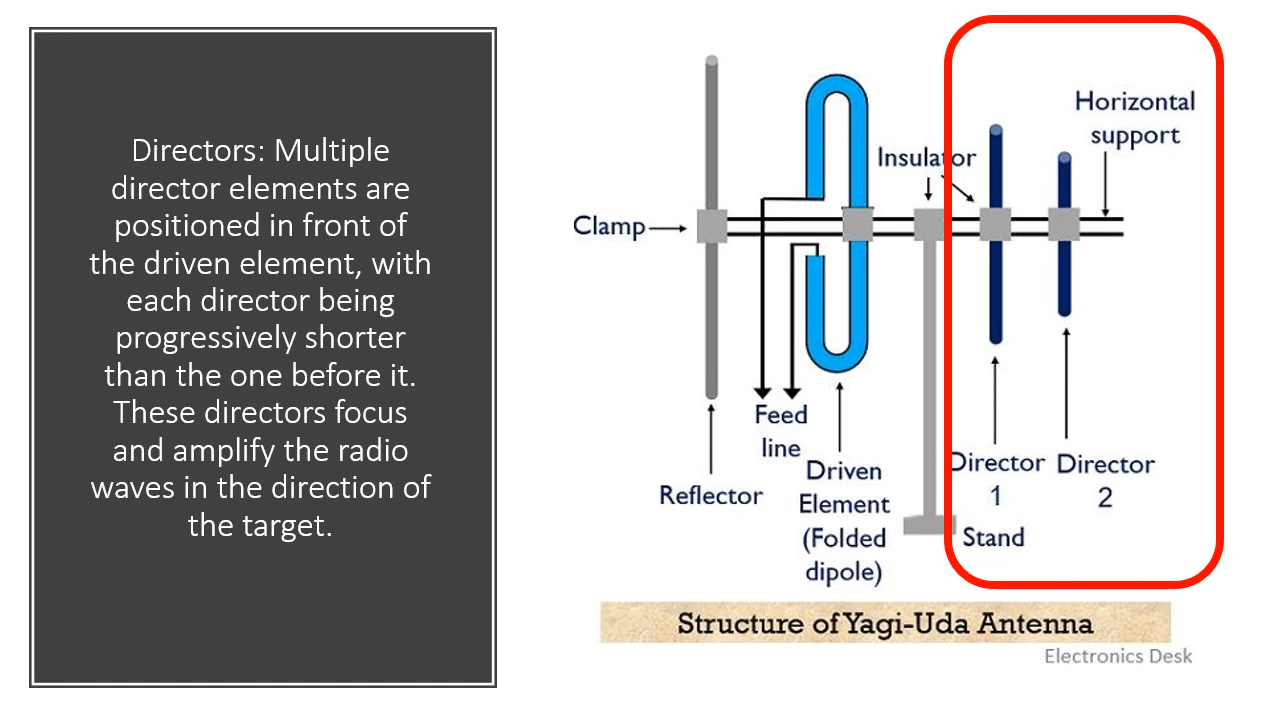 Directors: Multiple
director elements are
positioned in front of
the driven element, with
each director being
progressively shorter
than the one before it.
These directors focus
and amplify the radio
waves in the direction of
the target.
Horizontal
support
Insulator
Clamp
Feed
line
Reflector
Driven
Element
(Folded
dipole)
Director
1
Director
2
Stand
Structure of Yagi-Uda Antenna
Electronics Desk